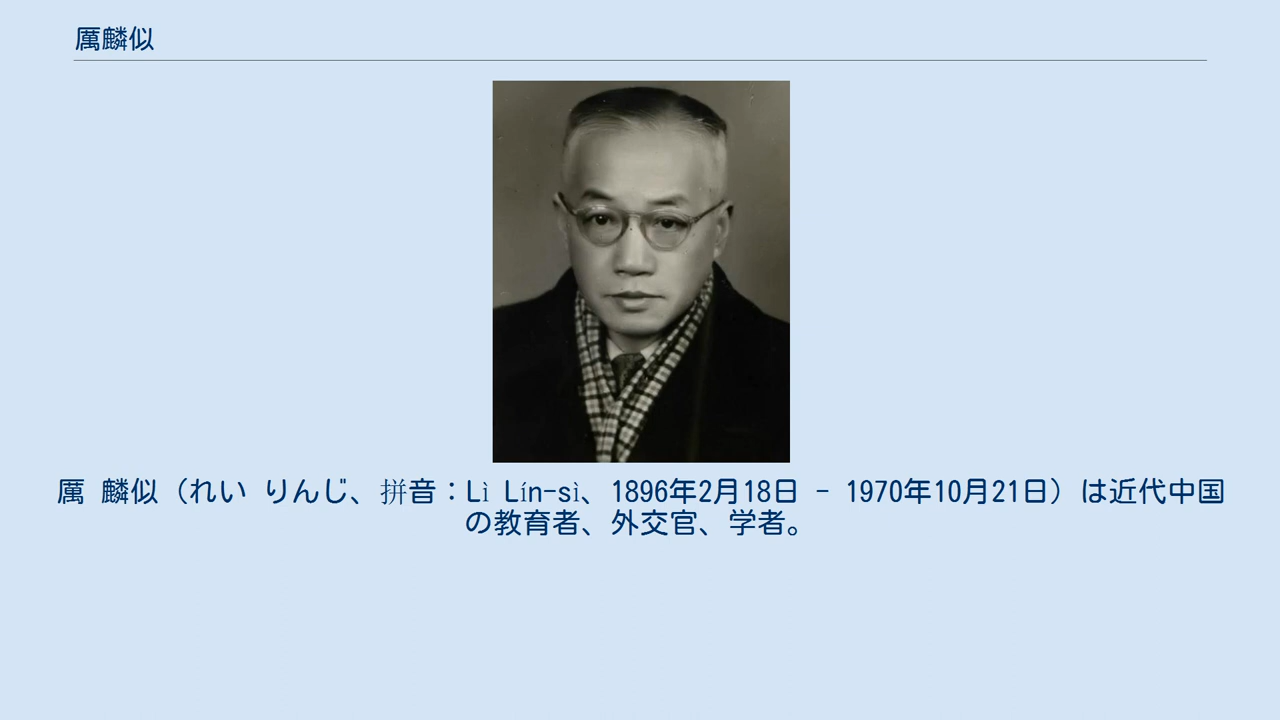 厲麟似
厲 麟似（れい りんじ、拼音：Lì Lín-sì、1896年2月18日 - 1970年10月21日）は近代中国
の教育者、外交官、学者。